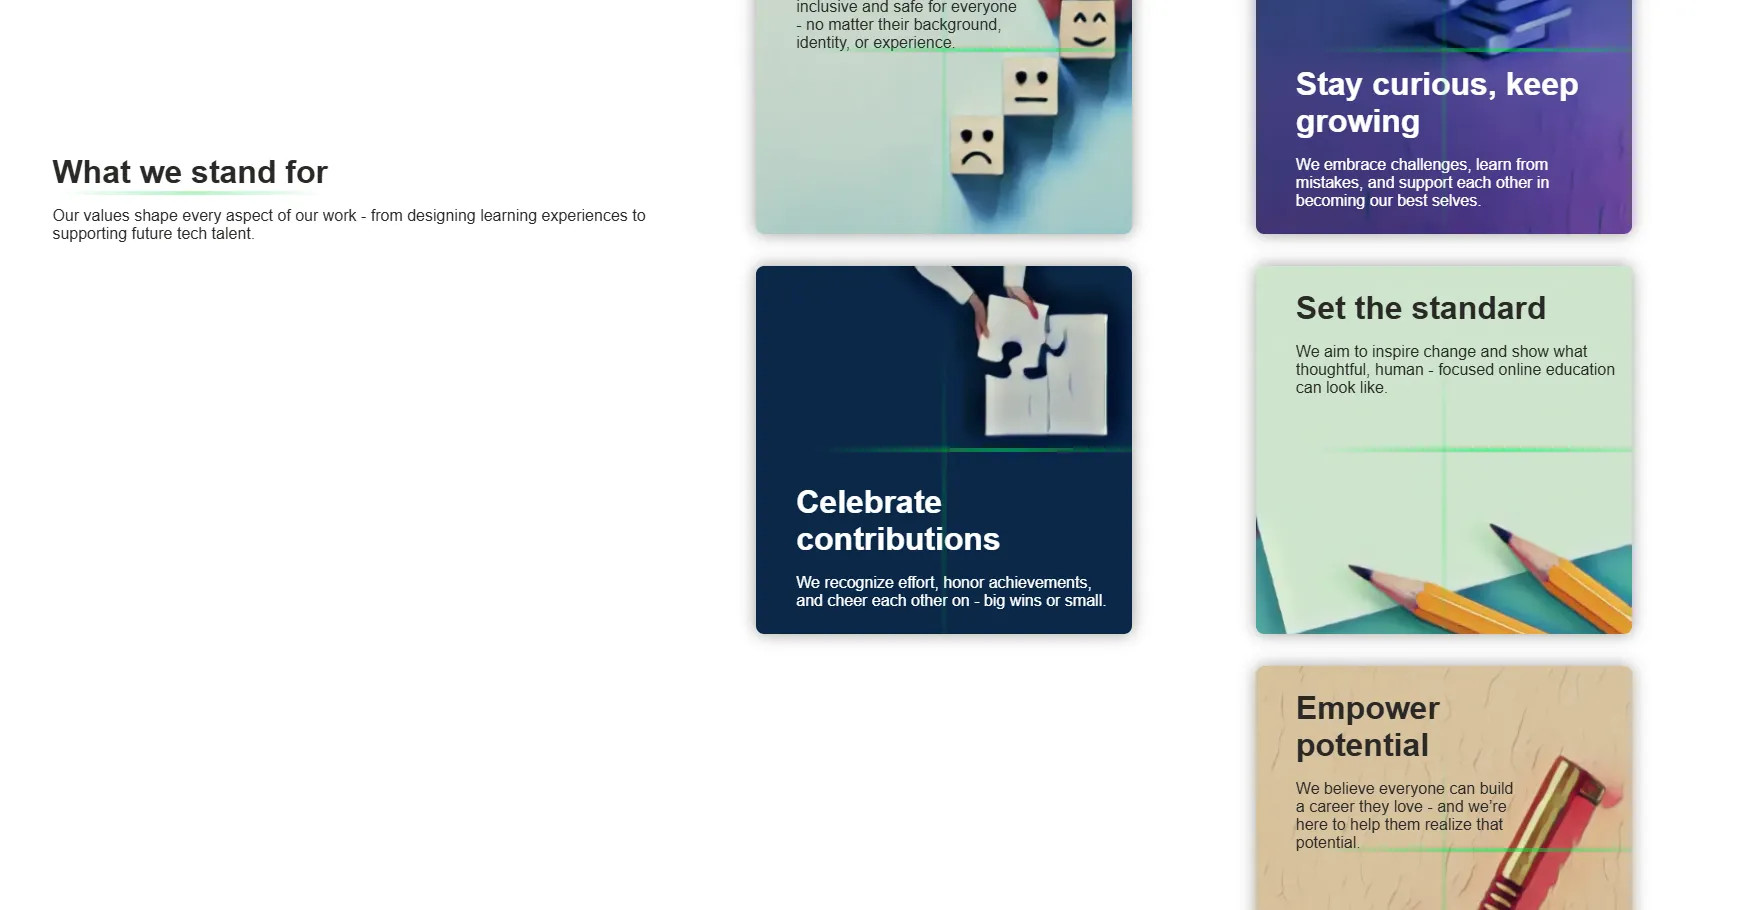 What we stand for
Our values shape every aspect of our work - from designing learning experiences to
supporting future tech talent.
inclusive and safe for everyone
- no matter their background,
identity, or experience.
Celebrate
contributions
We recognize effort, honor achievements,
and cheer each other on - big wins or small.
Stay curious, keep
growing
We embrace challenges, learn from
mistakes, and support each other in
becoming our best selves.
Set the standard
We aim to inspire change and show what
thoughtful, human - focused online education
can look like.
Empower
potential
We believe everyone can build
a career they love - and we’re
here to help them realize that
potential.